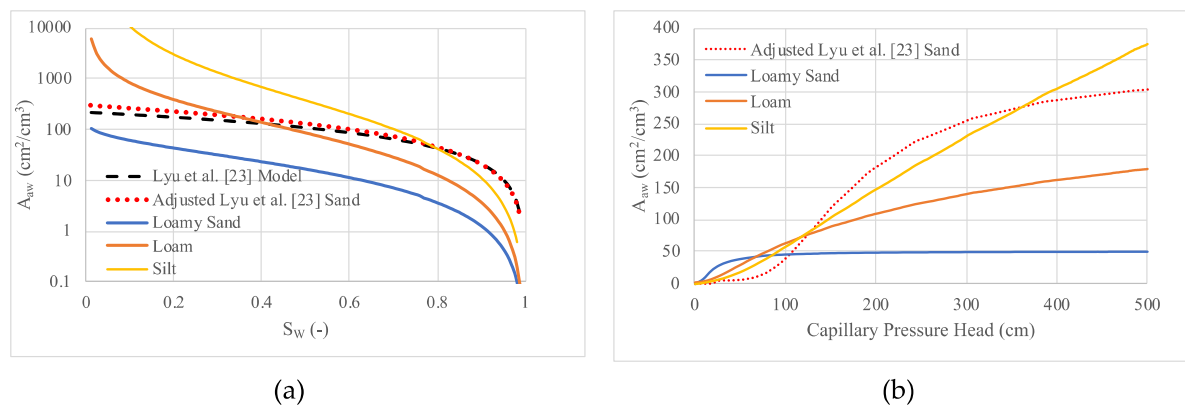 10000
1000
100
10
1
0.1
A_aw (cm²/cm³)
Lyu et al. [23] Model
Adjusted Lyu et al. [23] Sand
Loamy Sand
Loam
Silt
0 0.2 0.4 0.6 0.8 1
S_W (-)
(a)
400
350
300
250
200
150
100
50
0
A_aw (cm²/cm³)
Adjusted Lyu et al. [23] Sand
Loamy Sand
Loam
Silt
0 100 200 300 400 500
Capillary Pressure Head (cm)
(b)